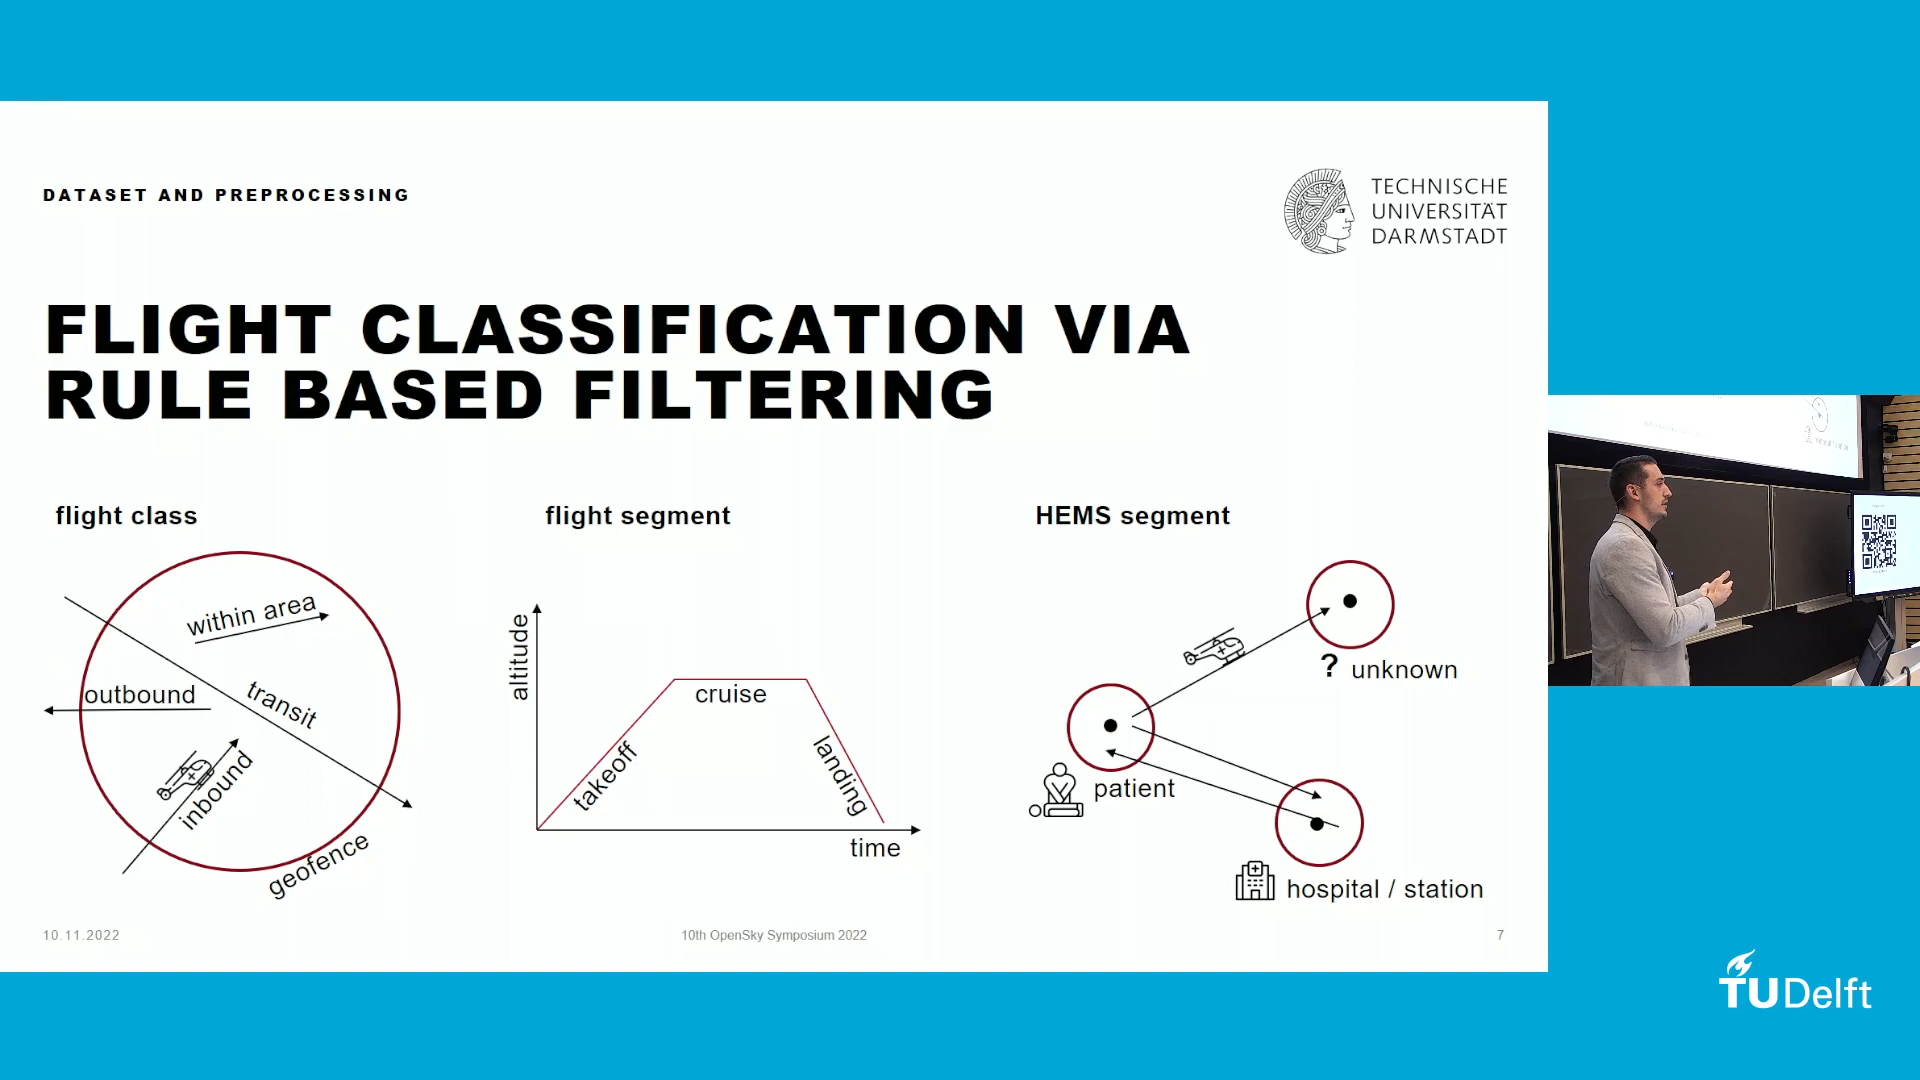 DATASET AND PREPROCESSING
TECHNISCHE
UNIVERSITÄT
DARMSTADT
FLIGHT CLASSIFICATION VIA
RULE BASED FILTERING
flight class
within area
outbound
transit
inbound
geofence
flight segment
altitude
takeoff
cruise
landing
time
HEMS segment
? unknown
patient
hospital / station
10.11.2022
10th OpenSky Symposium 2022
7
TUDelft